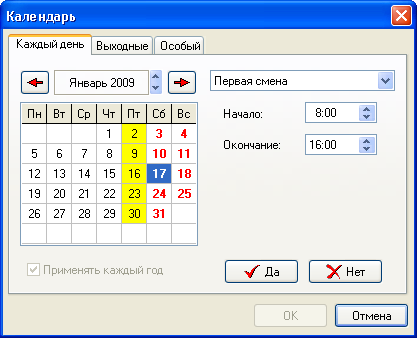 Календарь
Каждый день Выходные Особый
Январь 2009 Первая смена
Пн Вт Ср Чт Пт Сб Вс
1 2 3 4
5 6 7 8 9 10 11
12 13 14 15 16 17 18
19 20 21 22 23 24 25
26 27 28 29 30 31
Начало: 8:00
Окончание: 16:00
Применять каждый год Да Нет
OK Отмена